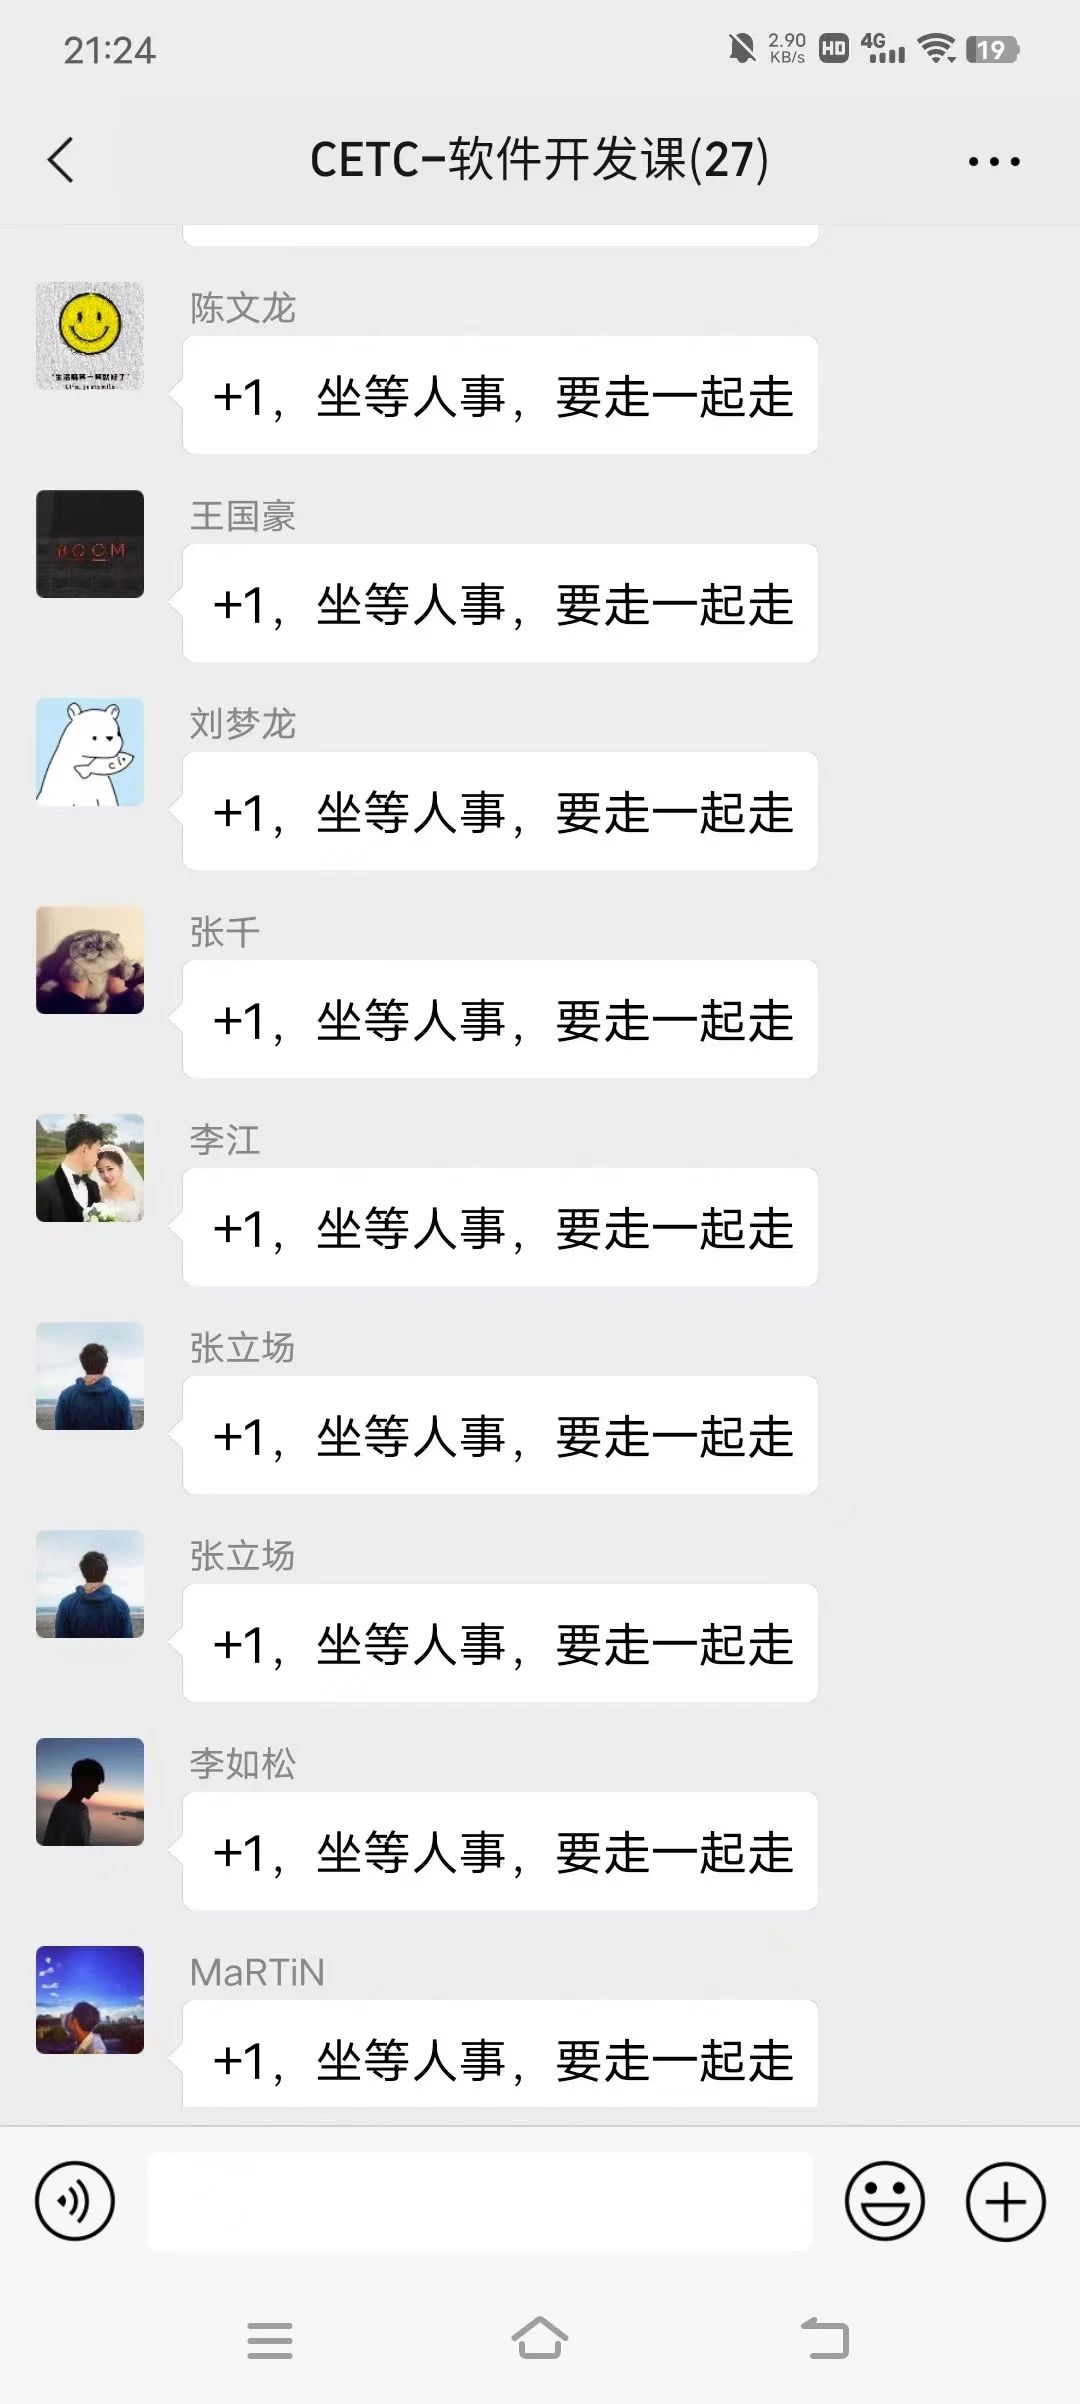 21:24
2.90
KB/s
HD
4G
19
CETC-软件开发课(27)
陈文龙
+1，坐等人事，要走一起走
王国豪
BOOM
+1，坐等人事，要走一起走
刘梦龙
+1，坐等人事，要走一起走
张千
+1，坐等人事，要走一起走
李江
+1，坐等人事，要走一起走
张立场
+1，坐等人事，要走一起走
张立场
+1，坐等人事，要走一起走
李如松
+1，坐等人事，要走一起走
MaRTiN
+1，坐等人事，要走一起走